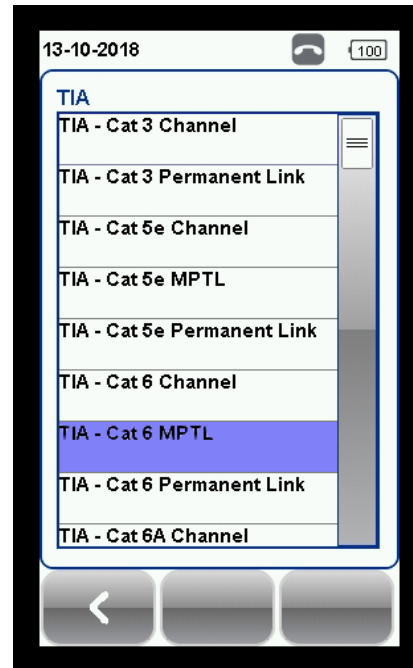 13-10-2018
100
TIA
TIA - Cat 3 Channel
TIA - Cat 3 Permanent Link
TIA - Cat 5e Channel
TIA - Cat 5e MPTL
TIA - Cat 5e Permanent Link
TIA - Cat 6 Channel
TIA - Cat 6 MPTL
TIA - Cat 6 Permanent Link
TIA - Cat 6A Channel